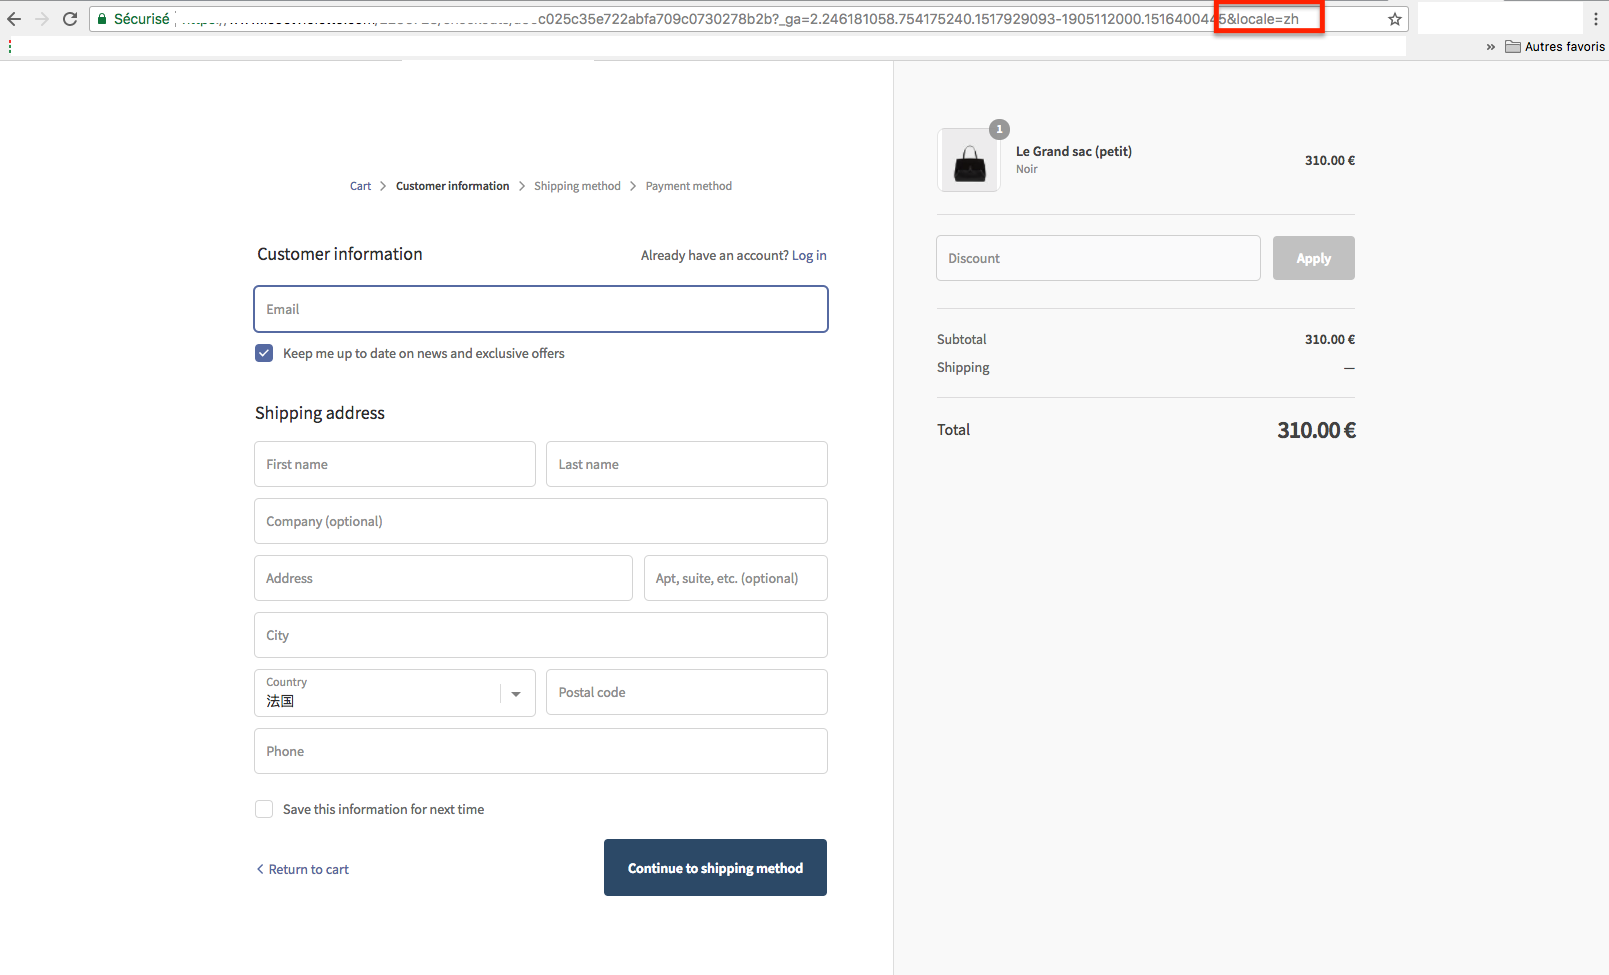 Sécurisé
c025c35e722abfa709c0730278b2b?_ga=2.246181058.754175240.1517929093-1905112000.1516400445&locale=zh
» Autres favoris
Cart > Customer information > Shipping method > Payment method
Customer information
Already have an account? Log in
Email
Keep me up to date on news and exclusive offers
Shipping address
First name
Last name
Company (optional)
Address
Apt, suite, etc. (optional)
City
Country
法国
Postal code
Phone
Save this information for next time
< Return to cart
Continue to shipping method
1
Le Grand sac (petit)
Noir
310.00 €
Discount
Apply
Subtotal
310.00 €
Shipping
—
Total
310.00 €